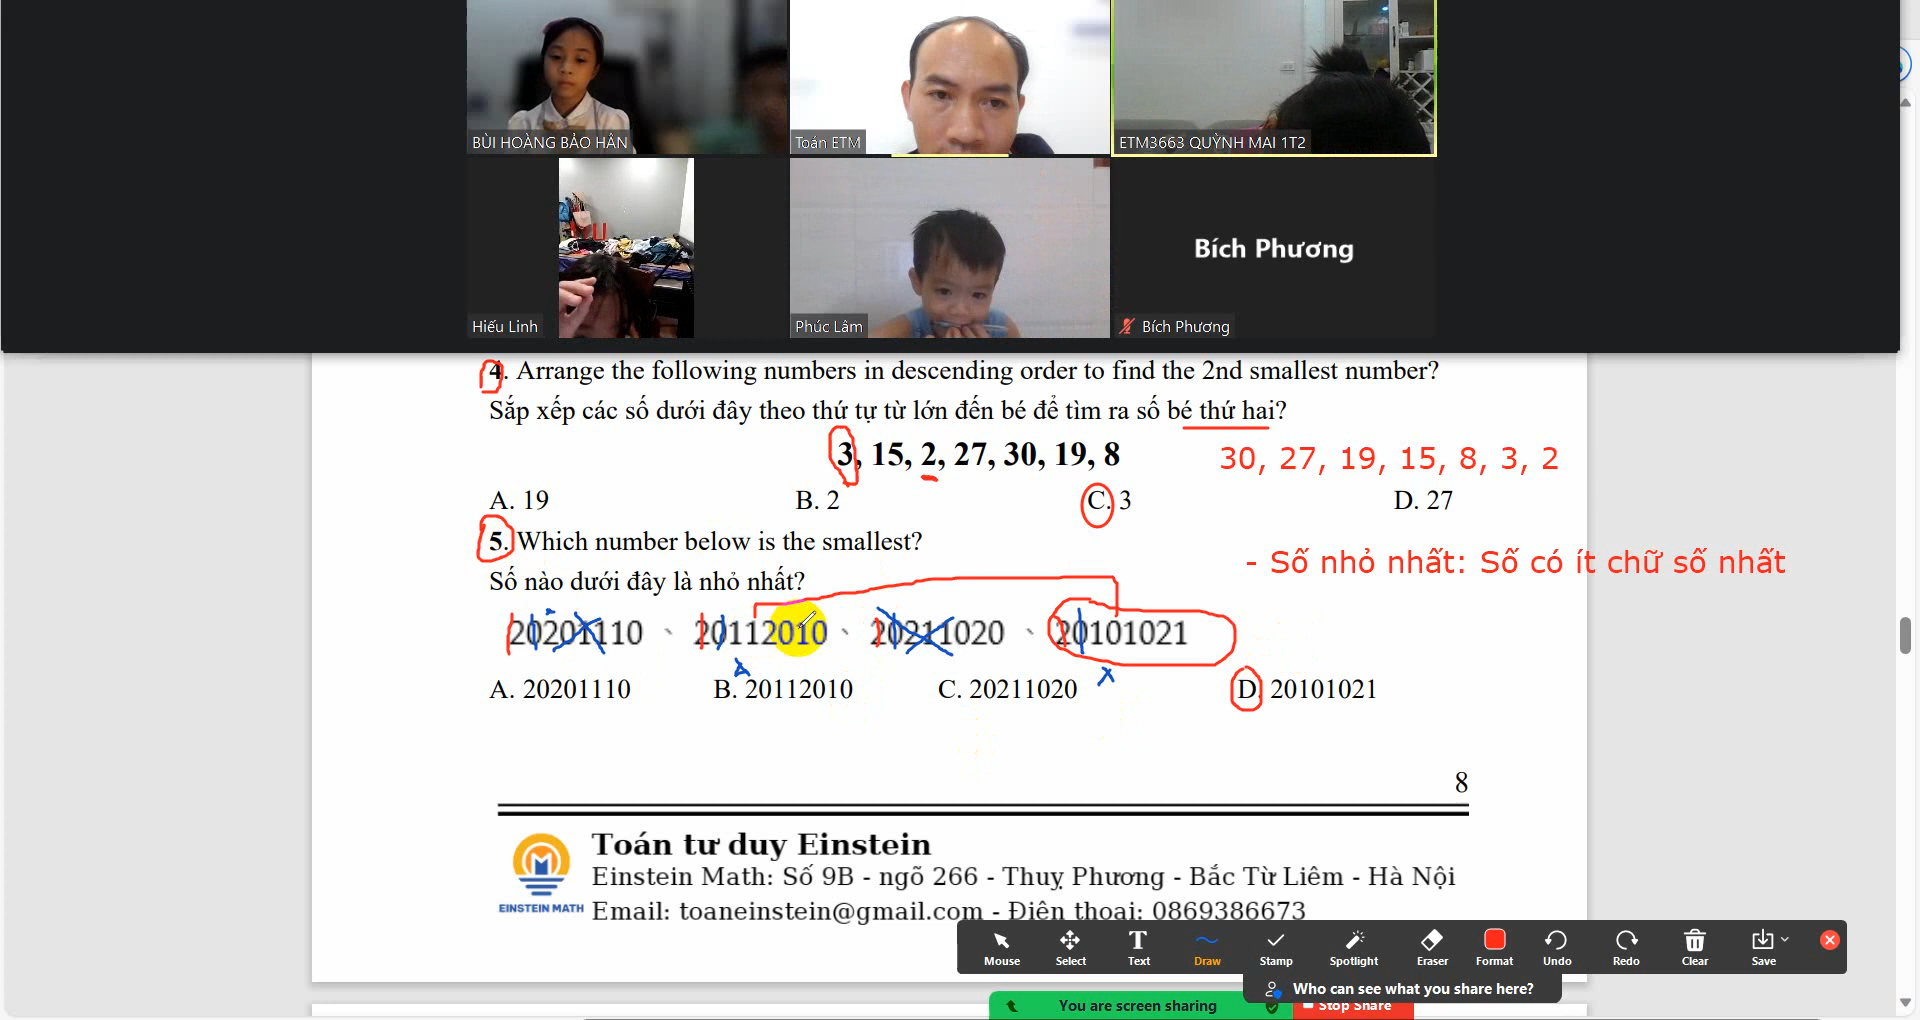 BÙI HOÀNG BẢO HÂN
Toán ETM
ETM3663 QUỲNH MAI 1T2
Hiếu Linh
Phúc Lâm
Bích Phương
Bích Phương
4. Arrange the following numbers in descending order to find the 2nd smallest number?
Sắp xếp các số dưới đây theo thứ tự từ lớn đến bé để tìm ra số bé thứ hai?
3, 15, 2, 27, 30, 19, 8
30, 27, 19, 15, 8, 3, 2
A. 19 B. 2 C. 3 D. 27
5. Which number below is the smallest?
- Số nhỏ nhất: Số có ít chữ số nhất
Số nào dưới đây là nhỏ nhất?
20201110 、 20112010 、 20211020 、 20101021
A. 20201110 B. 20112010 C. 20211020 D. 20101021
8
Toán tư duy Einstein
Einstein Math: Số 9B - ngõ 266 - Thuỵ Phương - Bắc Từ Liêm - Hà Nội
EINSTEIN MATH
Email: toaneinstein@gmail.com - Điện thoại: 0869386673
Mouse Select Text Draw Stamp Spotlight Eraser Format Undo Redo Clear Save
Who can see what you share here?
You are screen sharing
Stop Share